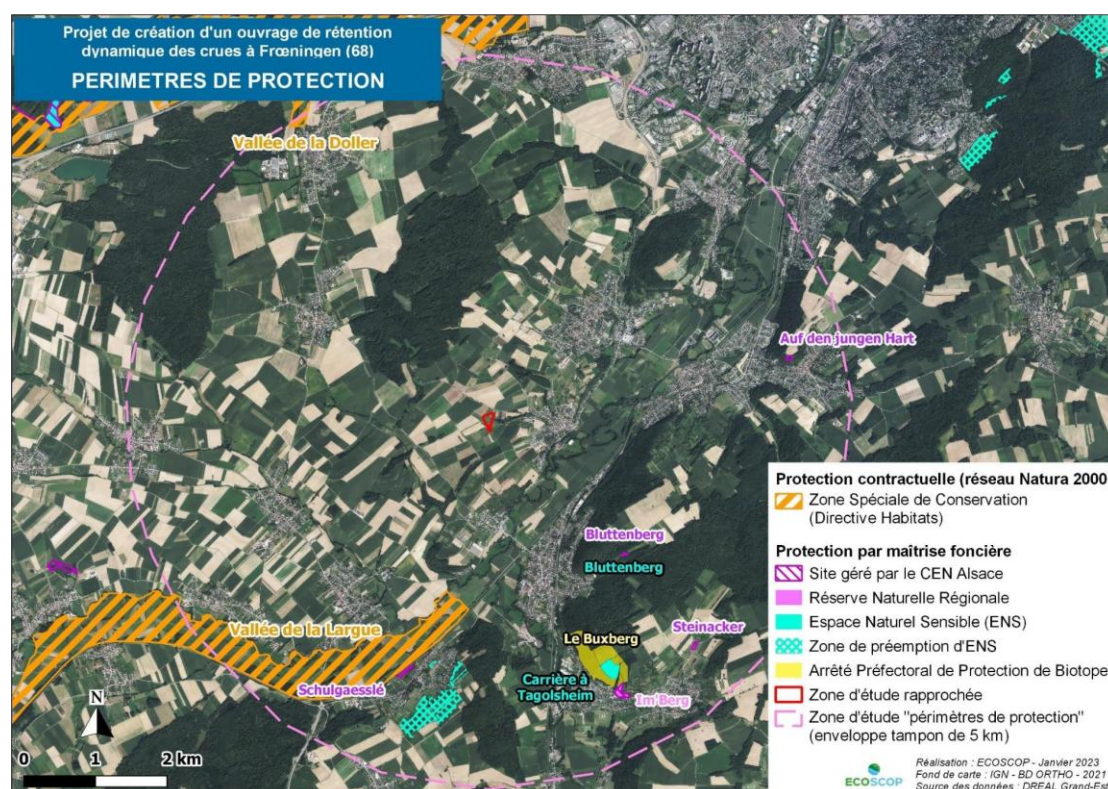 Projet de création d'un ouvrage de rétention
dynamique des crues à Frœningen (68)
PERIMETRES DE PROTECTION
Vallée de la Doller
Auf den jungen Hart
Bluttenberg
Bluttenberg
Steinacker
Le Buxberg
Vallée de la Largue
Carrière à
Tagolsheim
Im Berg
Schulgaesslé
N
0 1 2 km
Protection contractuelle (réseau Natura 2000
Zone Spéciale de Conservation
(Directive Habitats)
Protection par maîtrise foncière
Site géré par le CEN Alsace
Réserve Naturelle Régionale
Espace Naturel Sensible (ENS)
Zone de préemption d'ENS
Arrêté Préfectoral de Protection de Biotope
Zone d'étude rapprochée
Zone d'étude "périmètres de protection"
(enveloppe tampon de 5 km)
ECOSCOP
Réalisation : ECOSCOP - Janvier 2023
Fond de carte : IGN - BD ORTHO - 2021
Source des données : DREAL Grand-Est